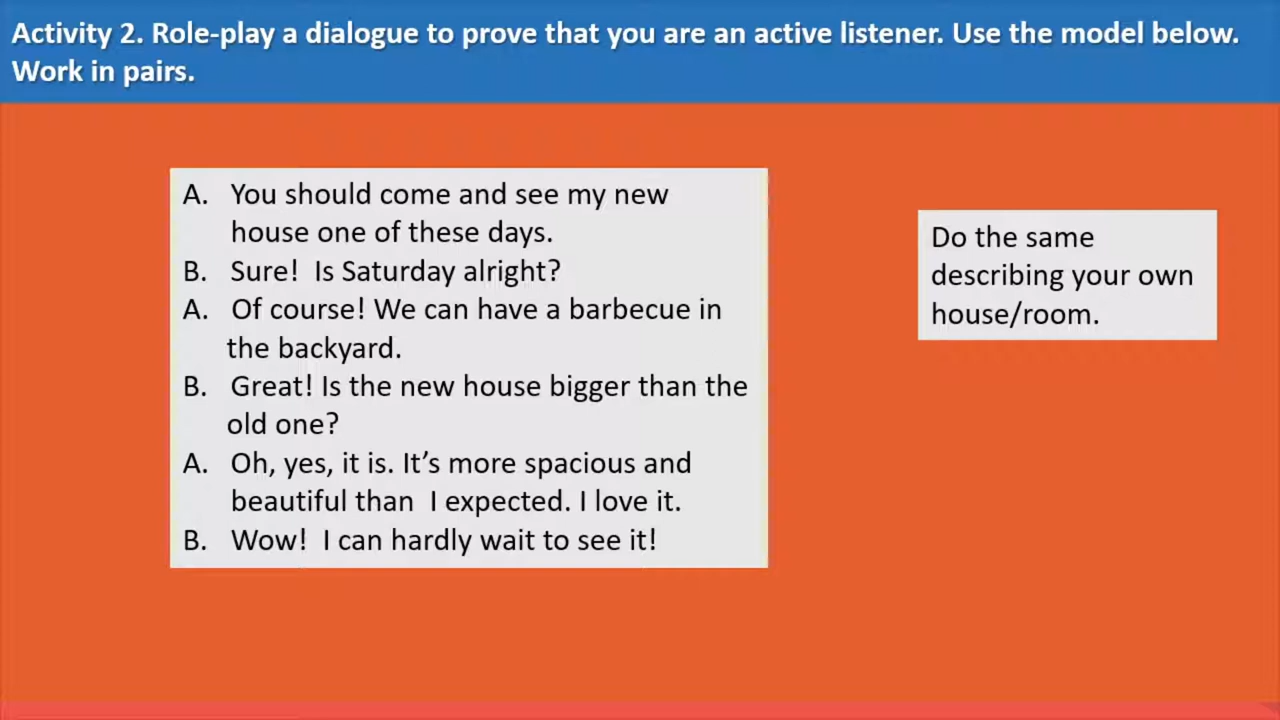 Activity 2. Role-play a dialogue to prove that you are an active listener. Use the model below.
Work in pairs.
A. You should come and see my new
house one of these days.
B. Sure! Is Saturday alright?
A. Of course! We can have a barbecue in
the backyard.
B. Great! Is the new house bigger than the
old one?
A. Oh, yes, it is. It’s more spacious and
beautiful than I expected. I love it.
B. Wow! I can hardly wait to see it!
Do the same
describing your own
house/room.